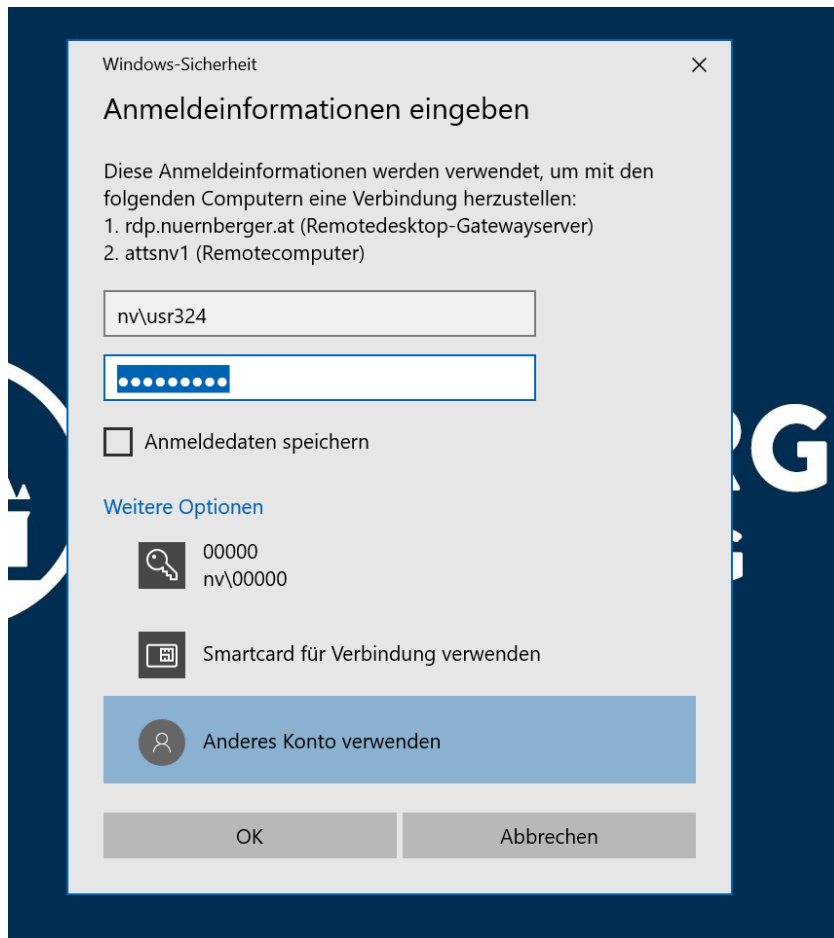 Windows-Sicherheit
Anmeldeinformationen eingeben
Diese Anmeldeinformationen werden verwendet, um mit den
folgenden Computern eine Verbindung herzustellen:
1. rdp.nuernberger.at (Remotedesktop-Gatewayserver)
2. attsnv1 (Remotecomputer)
nv\usr324
•••••••••
Anmeldedaten speichern
Weitere Optionen
00000
nv\00000
Smartcard für Verbindung verwenden
Anderes Konto verwenden
OK
Abbrechen